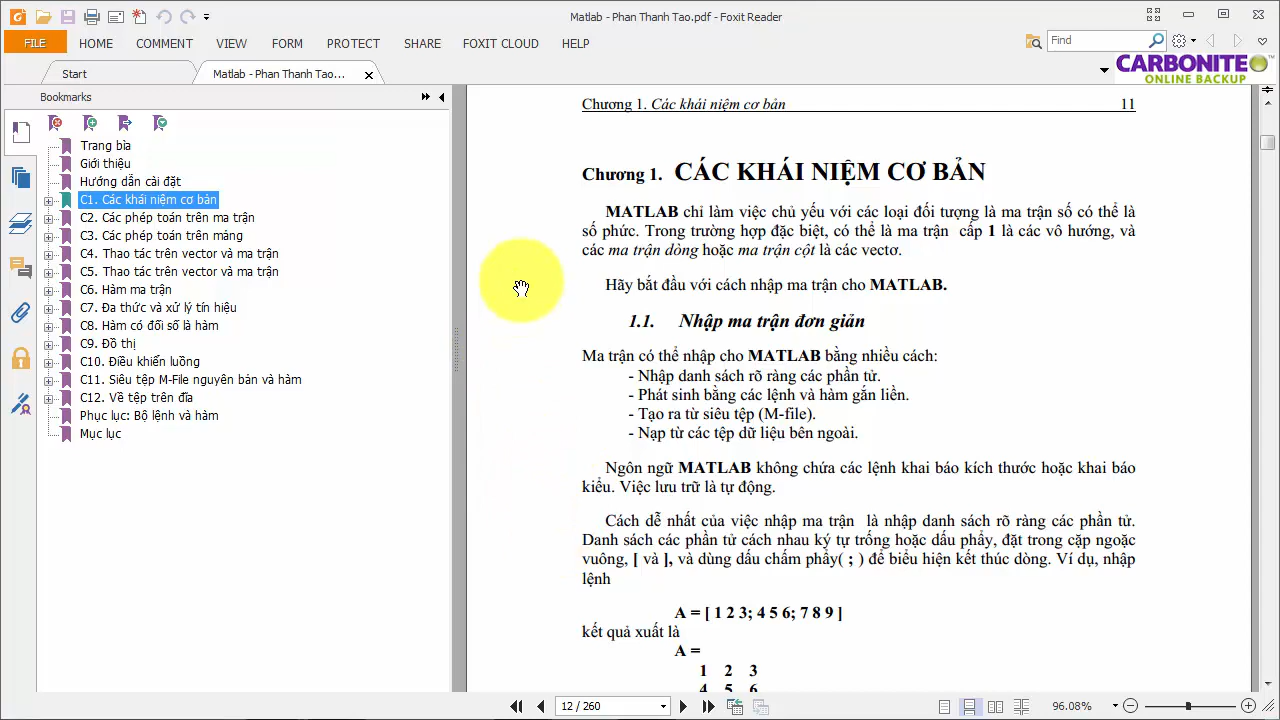 Matlab - Phan Thanh Tao.pdf - Foxit Reader
FILE HOME COMMENT VIEW FORM PROTECT SHARE FOXIT CLOUD HELP
Find
Start
Matlab - Phan Thanh Tao...
CARBONITE
ONLINE BACKUP
Bookmarks
Trang bìa
Giới thiệu
Hướng dẫn cài đặt
C1. Các khái niệm cơ bản
C2. Các phép toán trên ma trận
C3. Các phép toán trên mảng
C4. Thao tác trên vector và ma trận
C5. Thao tác trên vector và ma trận
C6. Hàm ma trận
C7. Đa thức và xử lý tín hiệu
C8. Hàm có đối số là hàm
C9. Đồ thị
C10. Điều khiển luồng
C11. Siêu tệp M-File nguyên bản và hàm
C12. Về tệp trên đĩa
Phục lục: Bộ lệnh và hàm
Mục lục
Chương 1. Các khái niệm cơ bản 11
Chương 1. CÁC KHÁI NIỆM CƠ BẢN
MATLAB chỉ làm việc chủ yếu với các loại đối tượng là ma trận số có thể là
số phức. Trong trường hợp đặc biệt, có thể là ma trận cấp 1 là các vô hướng, và
các ma trận dòng hoặc ma trận cột là các vectơ.
Hãy bắt đầu với cách nhập ma trận cho MATLAB.
1.1. Nhập ma trận đơn giản
Ma trận có thể nhập cho MATLAB bằng nhiều cách:
- Nhập danh sách rõ ràng các phần tử.
- Phát sinh bằng các lệnh và hàm gắn liền.
- Tạo ra từ siêu tệp (M-file).
- Nạp từ các tệp dữ liệu bên ngoài.
Ngôn ngữ MATLAB không chứa các lệnh khai báo kích thước hoặc khai báo
kiểu. Việc lưu trữ là tự động.
Cách dễ nhất của việc nhập ma trận là nhập danh sách rõ ràng các phần tử.
Danh sách các phần tử cách nhau ký tự trống hoặc dấu phẩy, đặt trong cặp ngoặc
vuông, [ và ], và dùng dấu chấm phẩy( ; ) để biểu hiện kết thúc dòng. Ví dụ, nhập
lệnh
A = [ 1 2 3; 4 5 6; 7 8 9 ]
kết quả xuất là
A =
1 2 3
4 5 6
12 / 260
96.08%